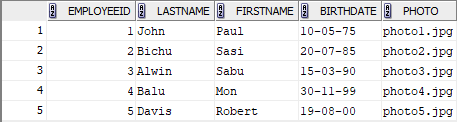 EMPLOYEEID LASTNAME FIRSTNAME BIRTHDATE PHOTO
1 1 John Paul 10-05-75 photo1.jpg
2 2 Bichu Sasi 20-07-85 photo2.jpg
3 3 Alwin Sabu 15-03-90 photo3.jpg
4 4 Balu Mon 30-11-99 photo4.jpg
5 5 Davis Robert 19-08-00 photo5.jpg